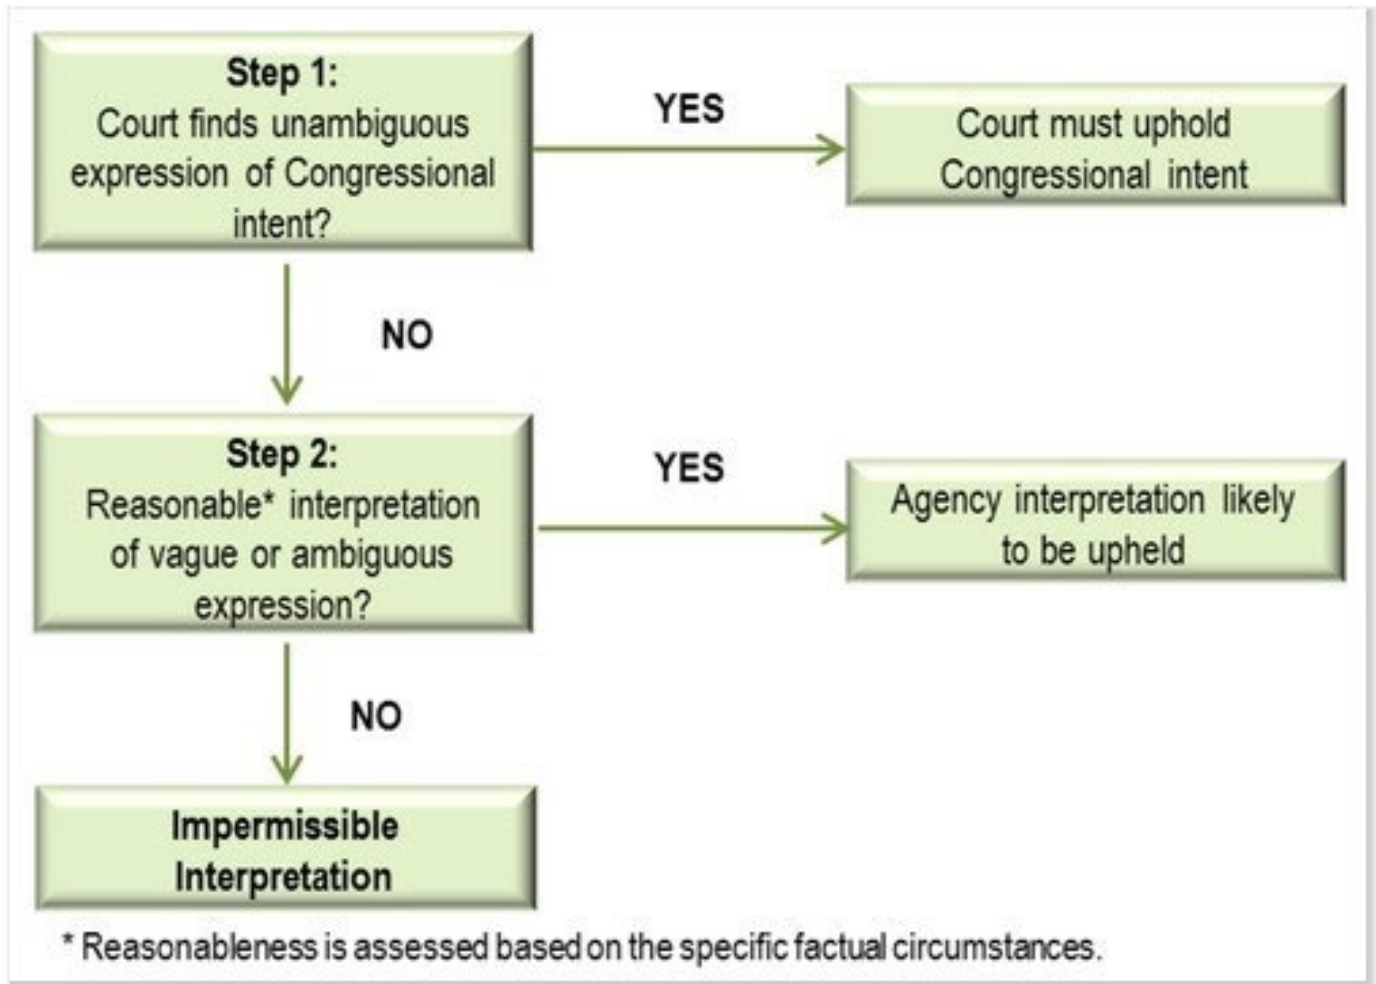 Step 1:
Court finds unambiguous
expression of Congressional
intent?
YES
Court must uphold
Congressional intent
NO
Step 2:
Reasonable* interpretation
of vague or ambiguous
expression?
YES
Agency interpretation likely
to be upheld
NO
Impermissible
Interpretation
* Reasonableness is assessed based on the specific factual circumstances.